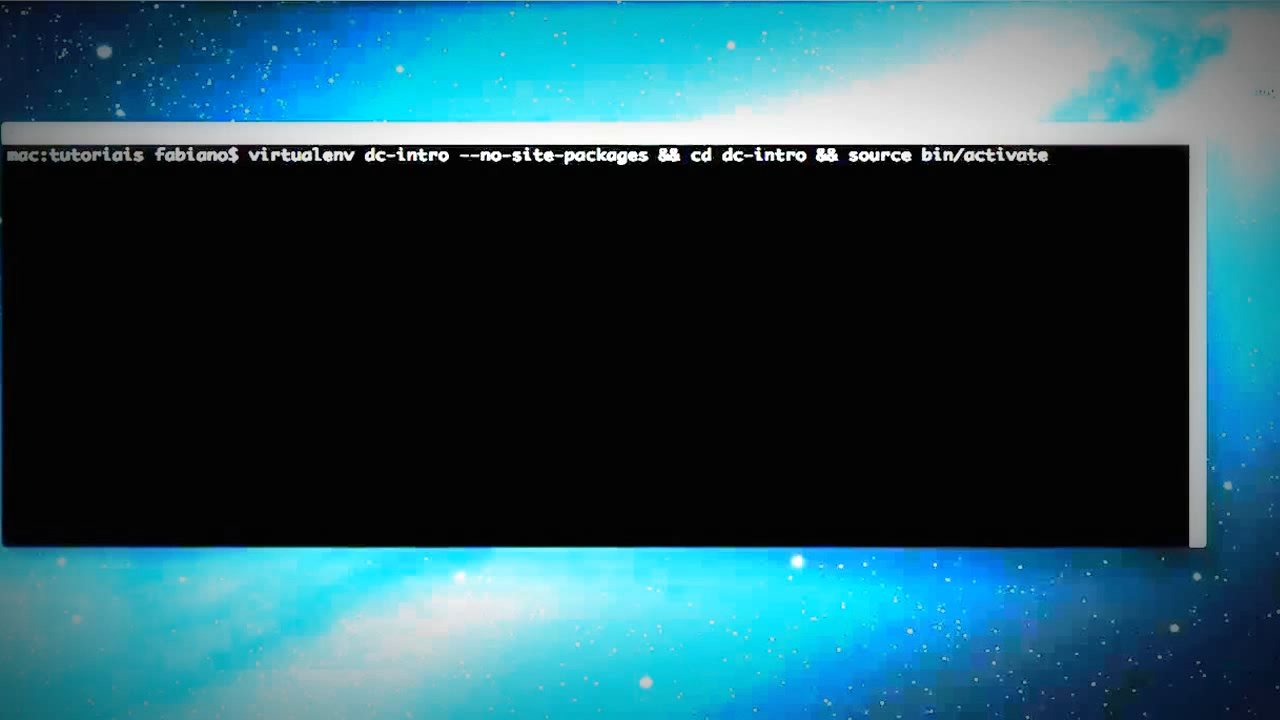 mac:tutoriais fabiano$ virtualenv dc-intro --no-site-packages && cd dc-intro && source bin/activate